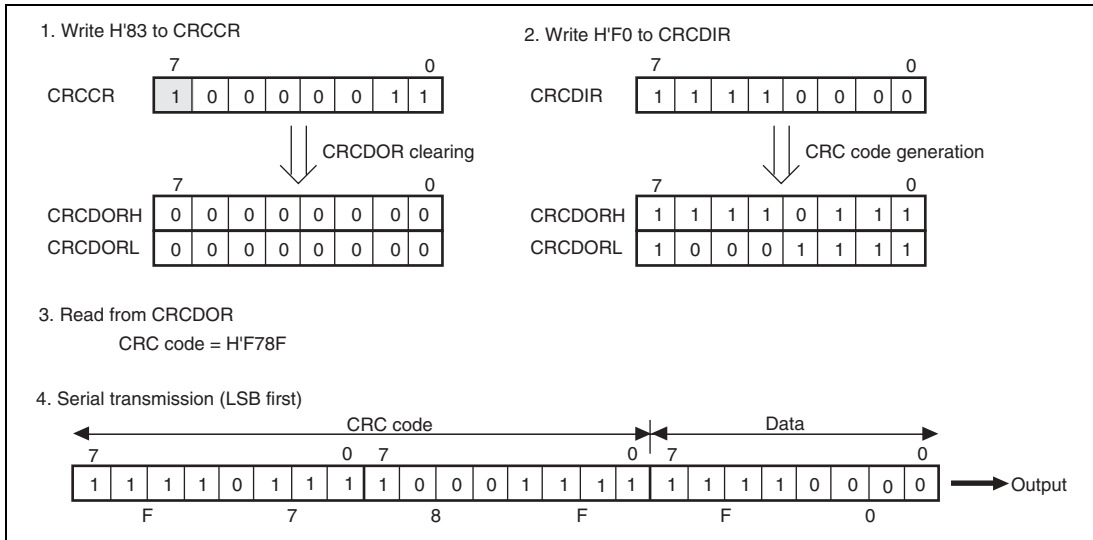 1. Write H'83 to CRCCR
7 0
CRCCR 1 0 0 0 0 0 1 1
CRCDOR clearing
7 0
CRCDORH 0 0 0 0 0 0 0 0
CRCDORL 0 0 0 0 0 0 0 0
2. Write H'F0 to CRCDIR
7 0
CRCDIR 1 1 1 1 0 0 0 0
CRC code generation
7 0
CRCDORH 1 1 1 1 0 1 1 1
CRCDORL 1 0 0 0 1 1 1 1
3. Read from CRCDOR
CRC code = H'F78F
4. Serial transmission (LSB first)
CRC code Data
7 0 7 0 7 0
1 1 1 1 0 1 1 1 1 0 0 0 1 1 1 1 1 1 1 1 0 0 0 0 Output
F 7 8 F F 0